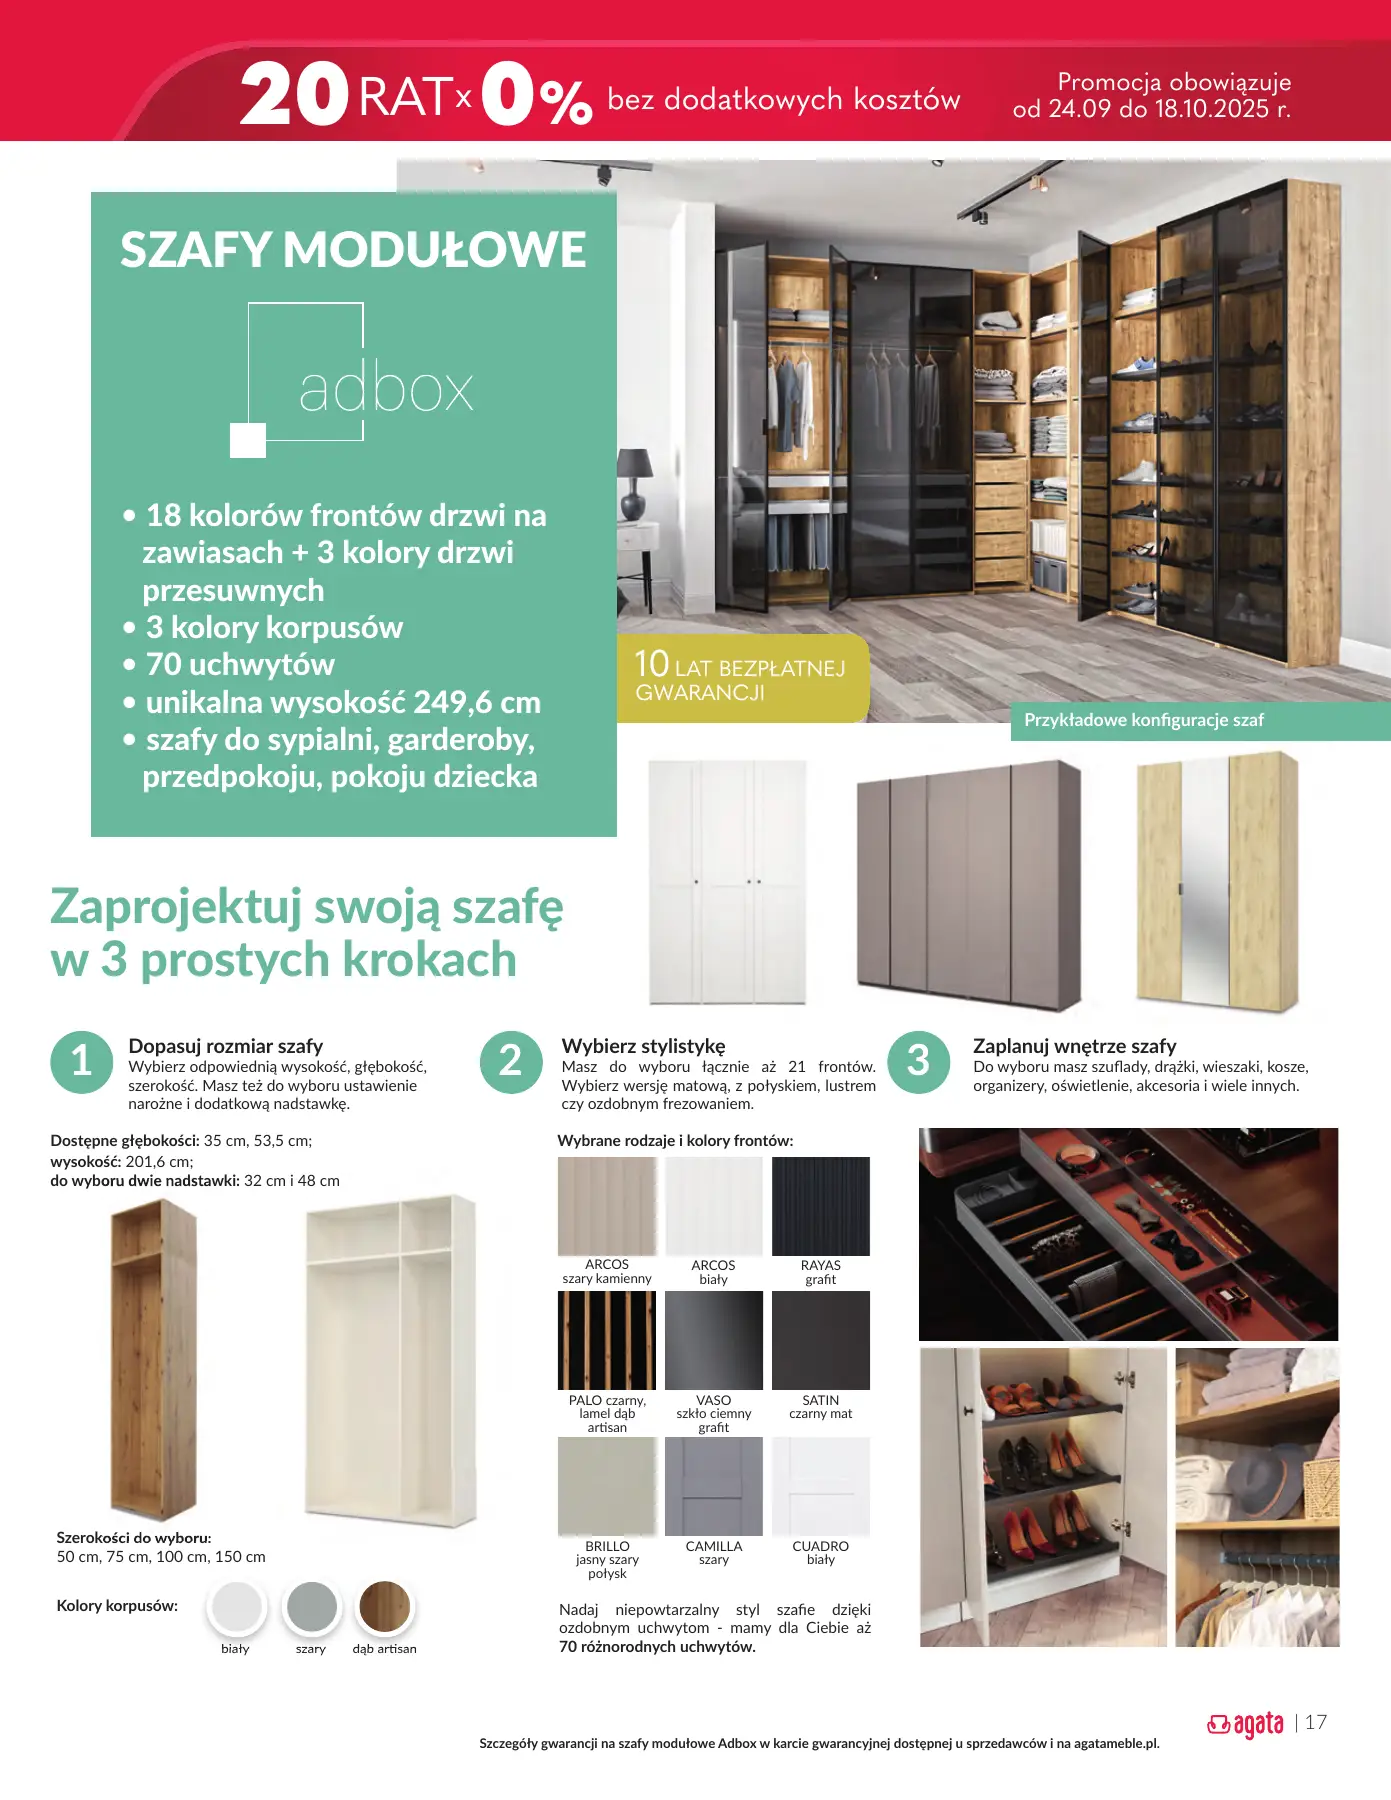 20 RAT x 0% bez dodatkowych kosztów
Promocja obowiązuje
od 24.09 do 18.10.2025 r.
SZAFY MODUŁOWE
adbox
• 18 kolorów frontów drzwi na
zawiasach + 3 kolory drzwi
przesuwnych
• 3 kolory korpusów
• 70 uchwytów
• unikalna wysokość 249,6 cm
• szafy do sypialni, garderoby,
przedpokoju, pokoju dziecka
10 LAT BEZPŁATNEJ
GWARANCJI
Przykładowe konfiguracje szaf
Zaprojektuj swoją szafę
w 3 prostych krokach
1
Dopasuj rozmiar szafy
Wybierz odpowiednią wysokość, głębokość,
szerokość. Masz też do wyboru ustawienie
narożne i dodatkową nadstawkę.
Dostępne głębokości: 35 cm, 53,5 cm;
wysokość: 201,6 cm;
do wyboru dwie nadstawki: 32 cm i 48 cm
Szerokości do wyboru:
50 cm, 75 cm, 100 cm, 150 cm
Kolory korpusów:
biały
szary
dąb artisan
2
Wybierz stylistykę
Masz do wyboru łącznie aż 21 frontów.
Wybierz wersję matową, z połyskiem, lustrem
czy ozdobnym frezowaniem.
Wybrane rodzaje i kolory frontów:
ARCOS
szary kamienny
ARCOS
biały
RAYAS
grafit
PALO czarny,
lamel dąb
artisan
VASO
szkło ciemny
grafit
SATIN
czarny mat
BRILLO
jasny szary
połysk
CAMILLA
szary
CUADRO
biały
Nadaj niepowtarzalny styl szafie dzięki
ozdobnym uchwytom - mamy dla Ciebie aż
70 różnorodnych uchwytów.
3
Zaplanuj wnętrze szafy
Do wyboru masz szuflady, drążki, wieszaki, kosze,
organizery, oświetlenie, akcesoria i wiele innych.
agata | 17
Szczegóły gwarancji na szafy modułowe Adbox w karcie gwarancyjnej dostępnej u sprzedawców i na agatameble.pl.